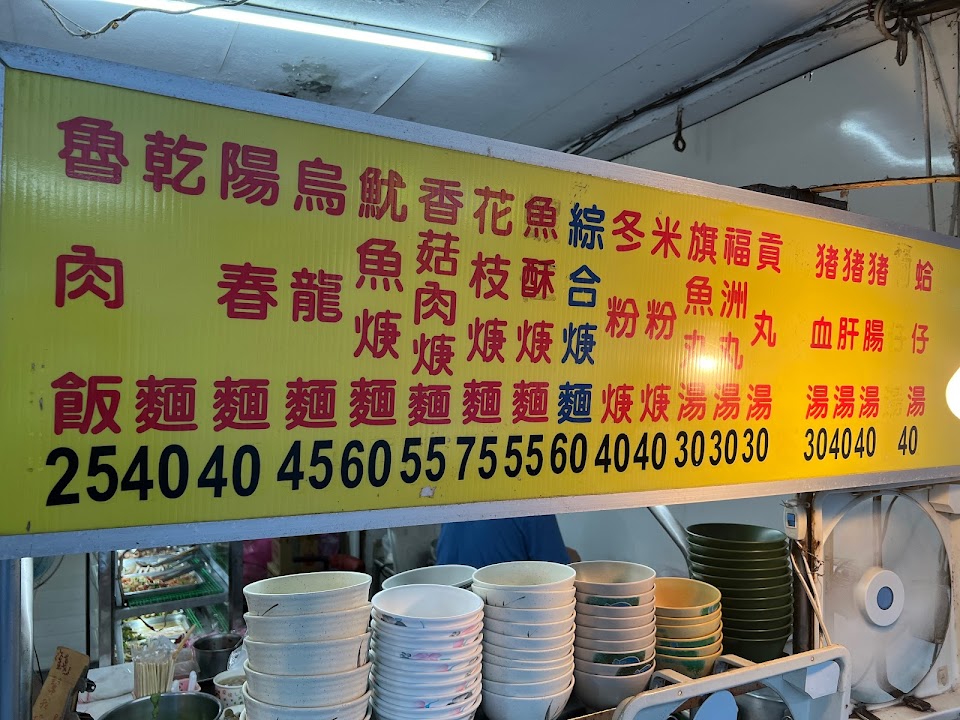 魯肉飯 25
乾麵 40
陽春麵 40
烏龍麵 45
魷魚焿麵 60
香菇肉焿麵 55
花枝焿麵 75
魚酥焿麵 55
綜合焿麵 60
冬粉焿 40
米粉焿 40
旗魚丸湯 30
福洲丸湯 30
貢丸湯 30
豬血湯 30
豬肝湯 40
豬腸湯 40
蛤仔湯 40